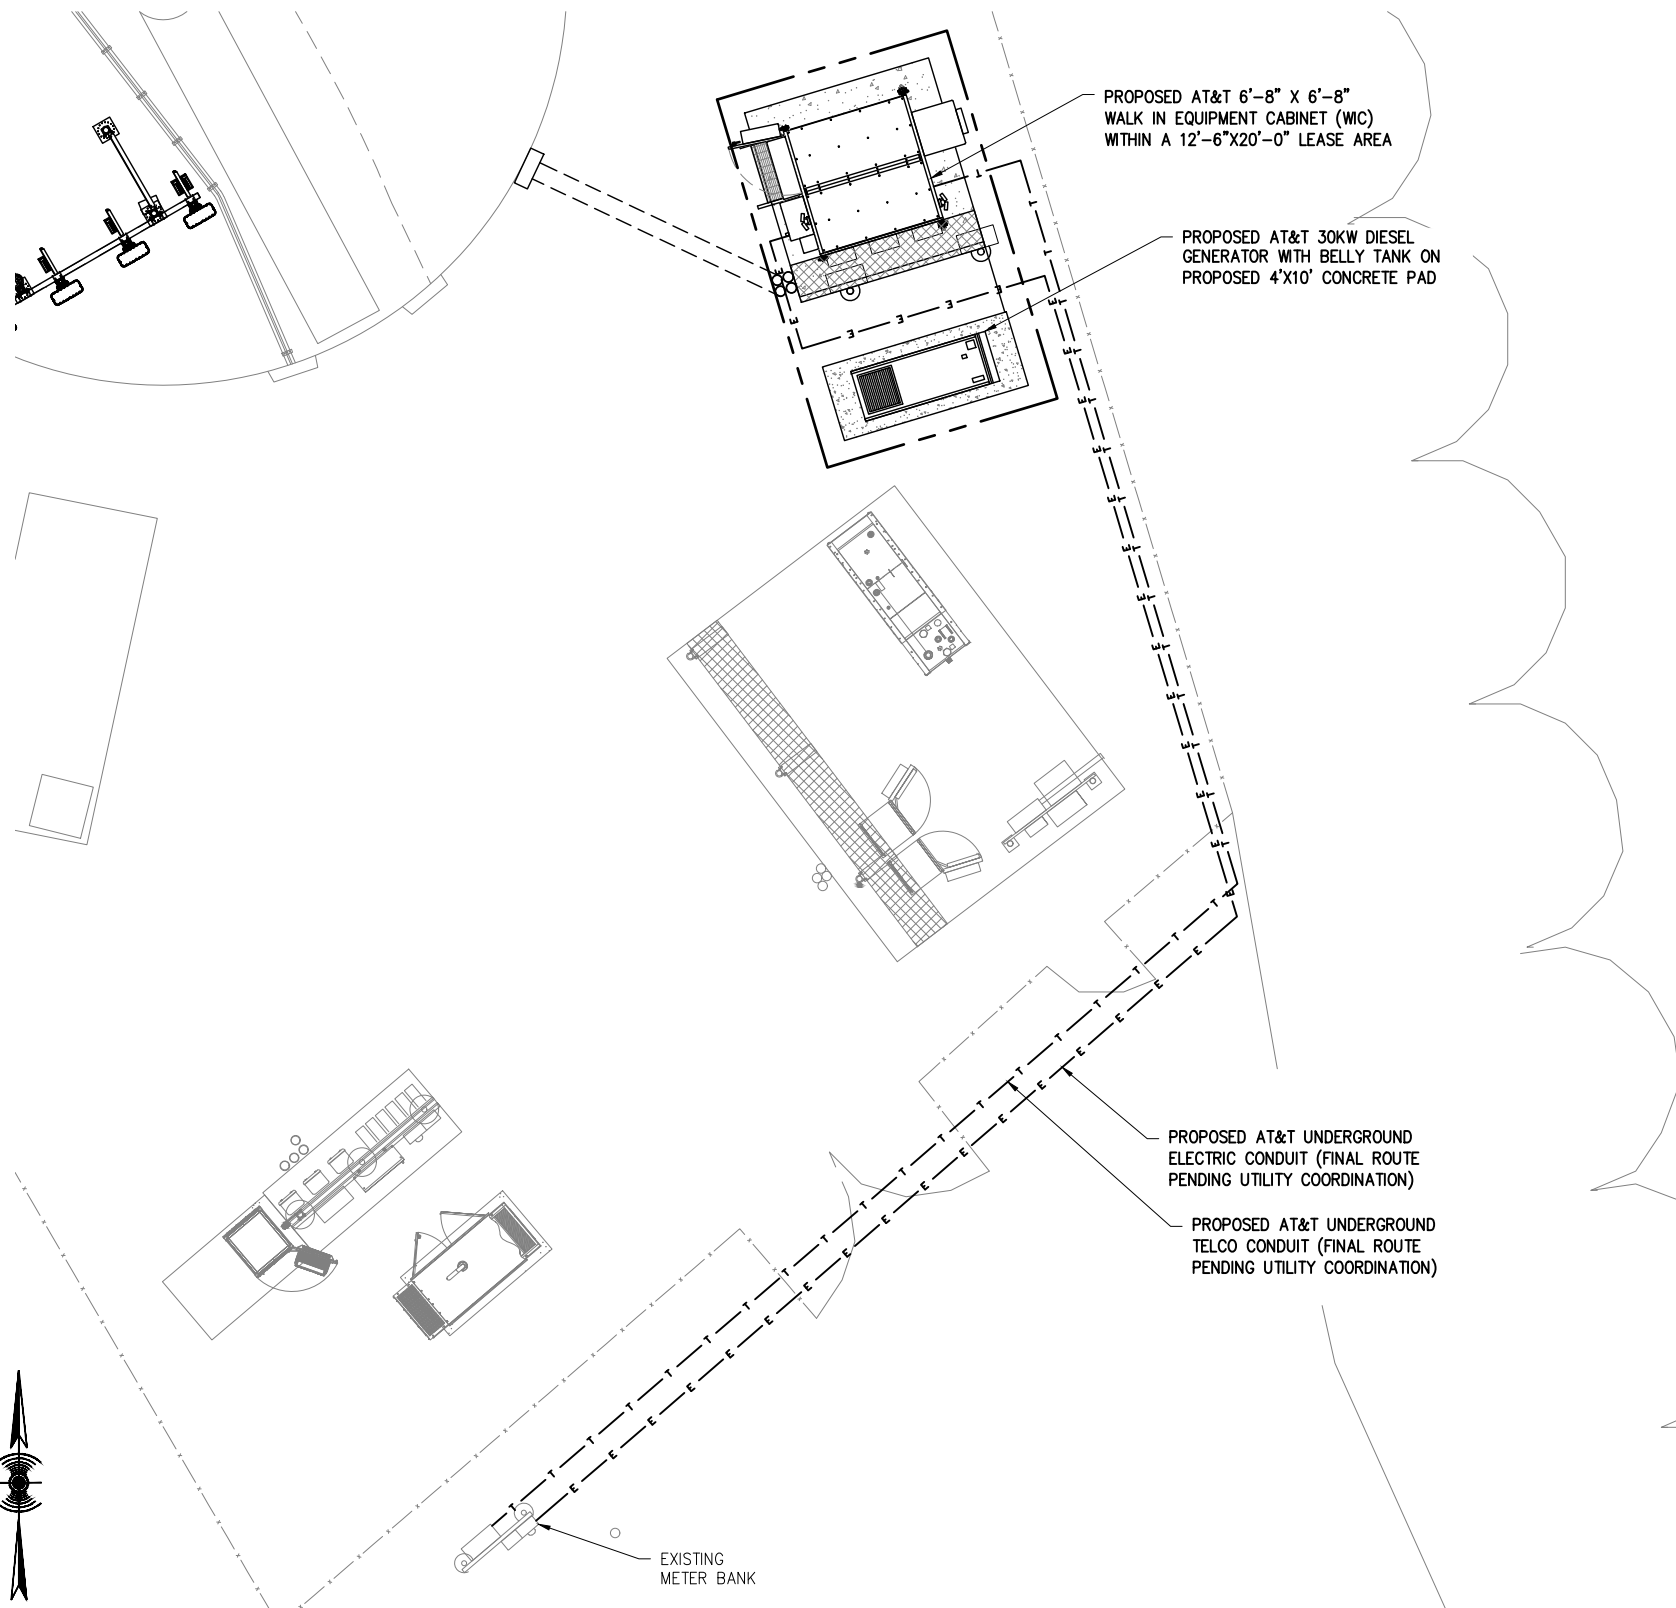 PROPOSED AT&T 6'-8" X 6'-8"
WALK IN EQUIPMENT CABINET (WIC)
WITHIN A 12'-6"X20'-0" LEASE AREA
PROPOSED AT&T 30KW DIESEL
GENERATOR WITH BELLY TANK ON
PROPOSED 4'X10' CONCRETE PAD
PROPOSED AT&T UNDERGROUND
ELECTRIC CONDUIT (FINAL ROUTE
PENDING UTILITY COORDINATION)
PROPOSED AT&T UNDERGROUND
TELCO CONDUIT (FINAL ROUTE
PENDING UTILITY COORDINATION)
EXISTING
METER BANK